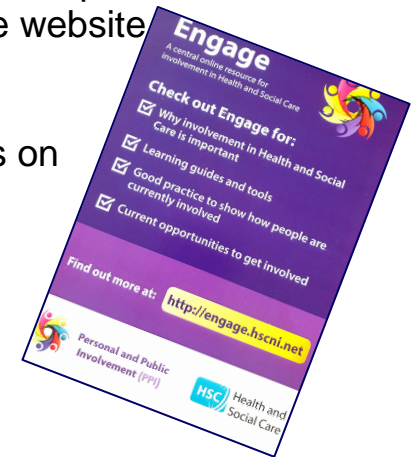 e website
s on
Engage
A central online resource for
involvement in Health and Social Care
Check out Engage for:
Why involvement in Health and Social
Care is important
Learning guides and tools
Good practice to show how people are
currently involved
Current opportunities to get involved
Find out more at:
http://engage.hscni.net
Personal and Public
Involvement (PPI)
HSC
Health and
Social Care